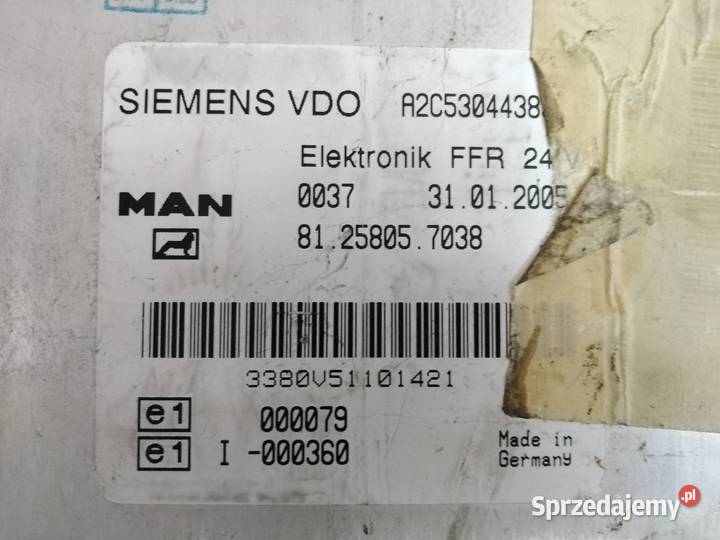 SIEMENS VDO A2C5304438
Elektronik FFR 24 V
MAN 0037 31.01.2005
81.25805.7038
3380V51101421
e1 000079
e1 I -000360
Made in
Germany
Sprzedajemy.pl